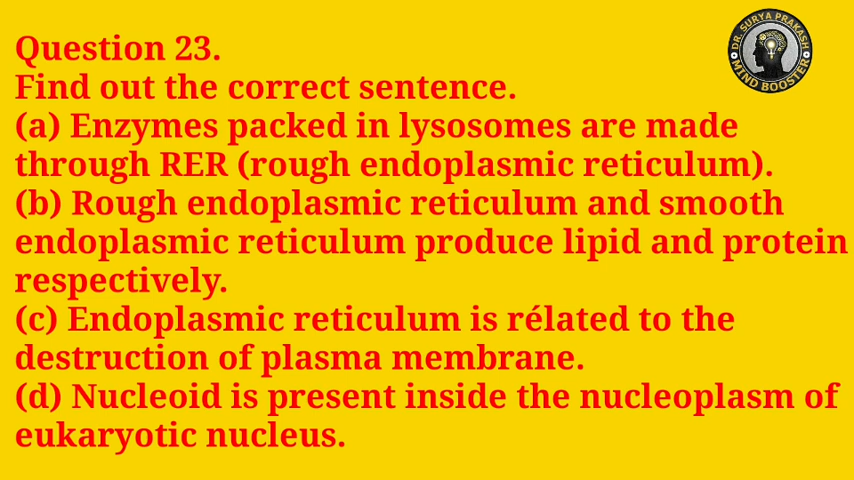 DR. SURYA PRAKASH
MIND BOOSTER
Question 23.
Find out the correct sentence.
(a) Enzymes packed in lysosomes are made
through RER (rough endoplasmic reticulum).
(b) Rough endoplasmic reticulum and smooth
endoplasmic reticulum produce lipid and protein
respectively.
(c) Endoplasmic reticulum is rélated to the
destruction of plasma membrane.
(d) Nucleoid is present inside the nucleoplasm of
eukaryotic nucleus.